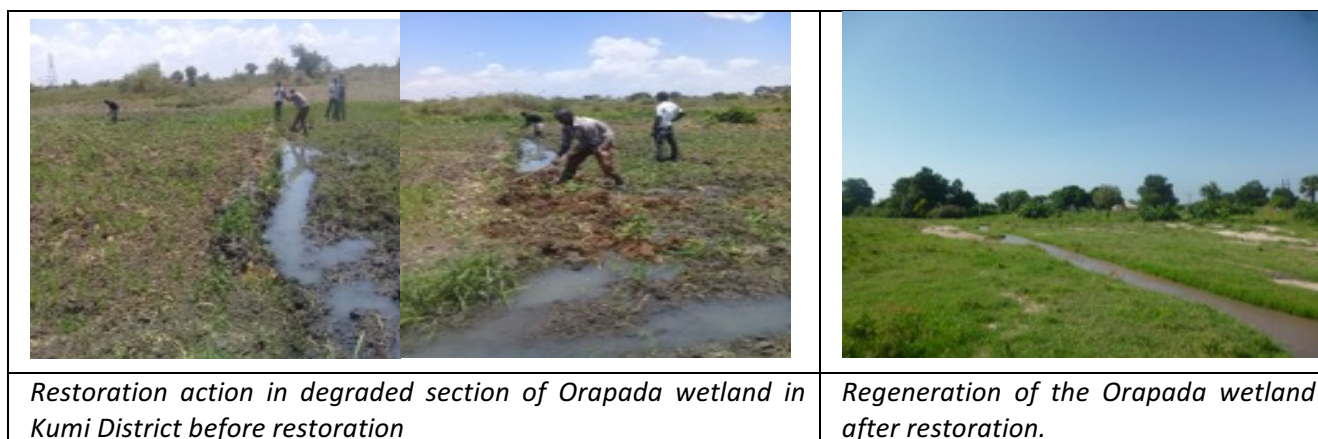 Restoration action in degraded section of Orapada wetland in
Kumi District before restoration
Regeneration of the Orapada wetland
after restoration.